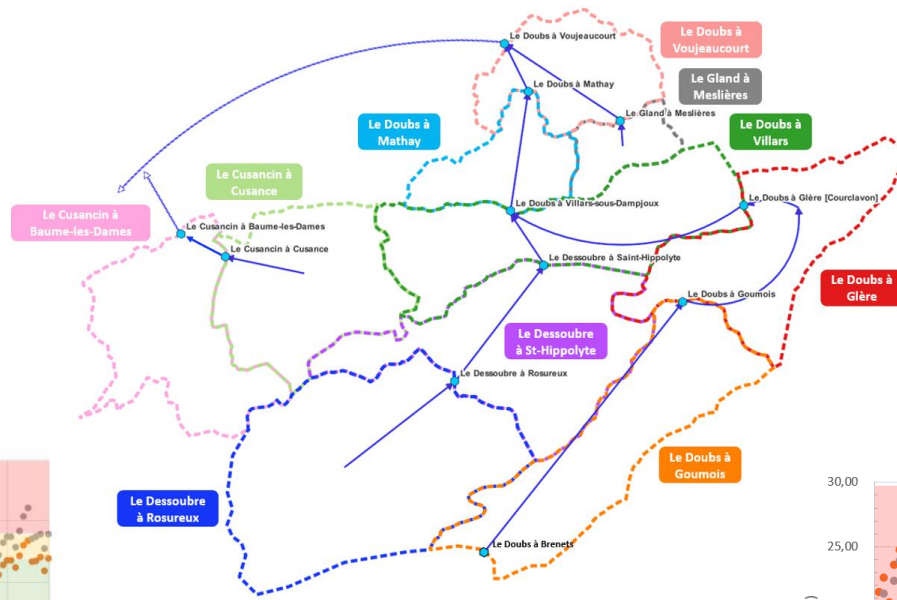 Le Doubs à Voujeaucourt
Le Doubs à
Voujeaucourt
Le Doubs à Mathay
Le Gland à
Meslières
Le Gland à Meslières
Le Doubs à
Mathay
Le Doubs à
Villars
Le Cusancin à
Cusance
Le Doubs à Glère [Courclavon]
Le Doubs à Villars-sous-Dampjoux
Le Cusancin à
Baume-les-Dames
Le Cusancin à Baume-les-Dames
Le Cusancin à Cusance
Le Dessoubre à Saint-Hippolyte
Le Doubs à
Glère
Le Doubs à Goumois
Le Dessoubre
à St-Hippolyte
Le Dessoubre à Rosureux
Le Doubs à
Goumois
30,00
Le Dessoubre
à Rosureux
Le Doubs à Brenets
25,00